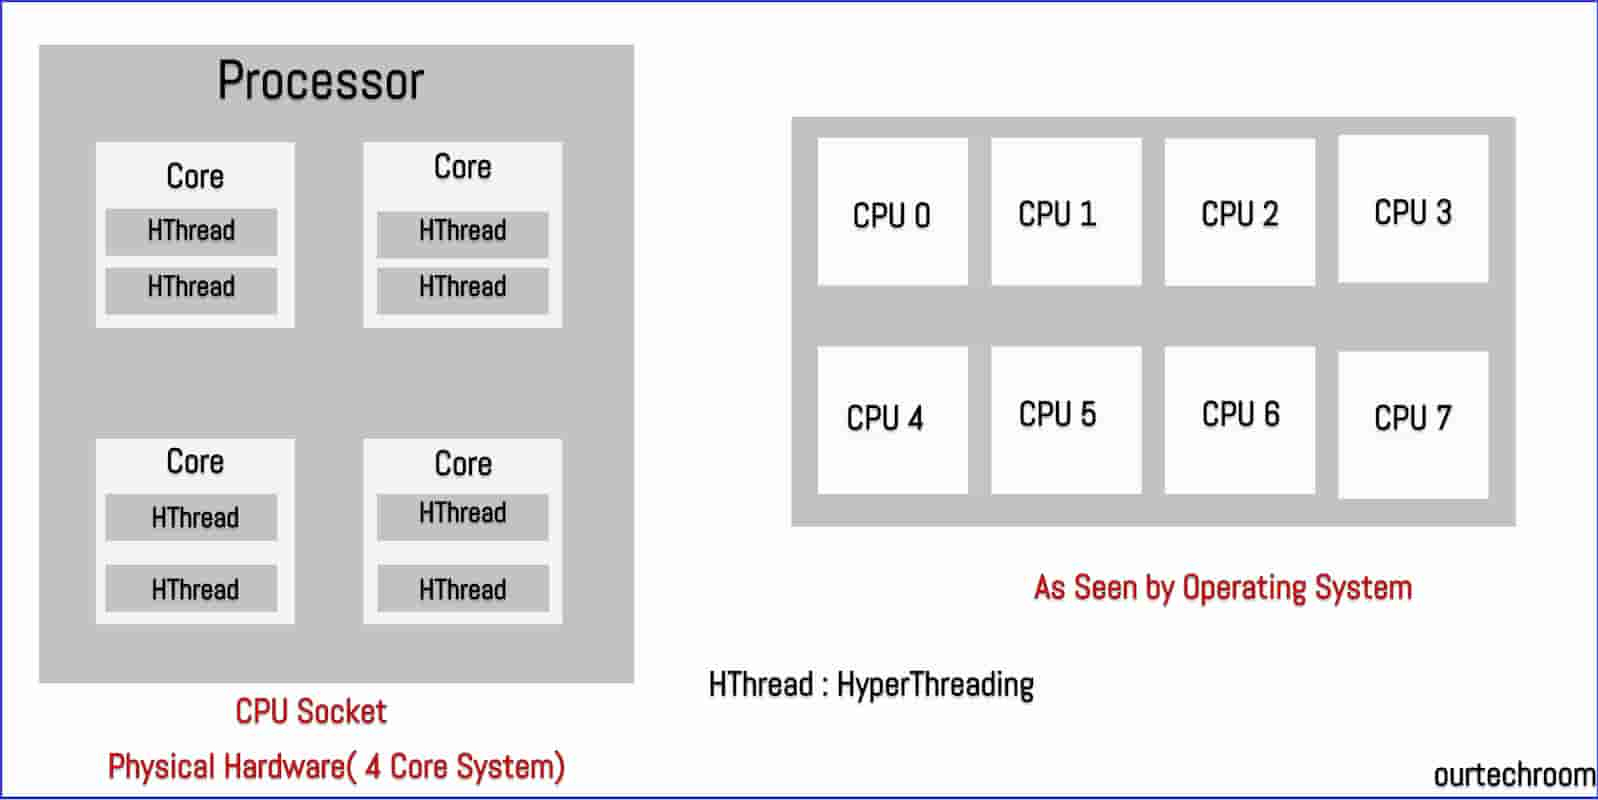 Processor
Core
HThread
HThread
Core
HThread
HThread
Core
HThread
HThread
Core
HThread
HThread
CPU Socket
Physical Hardware( 4 Core System)
CPU 0
CPU 1
CPU 2
CPU 3
CPU 4
CPU 5
CPU 6
CPU 7
As Seen by Operating System
HThread : HyperThreading
ourtechroom